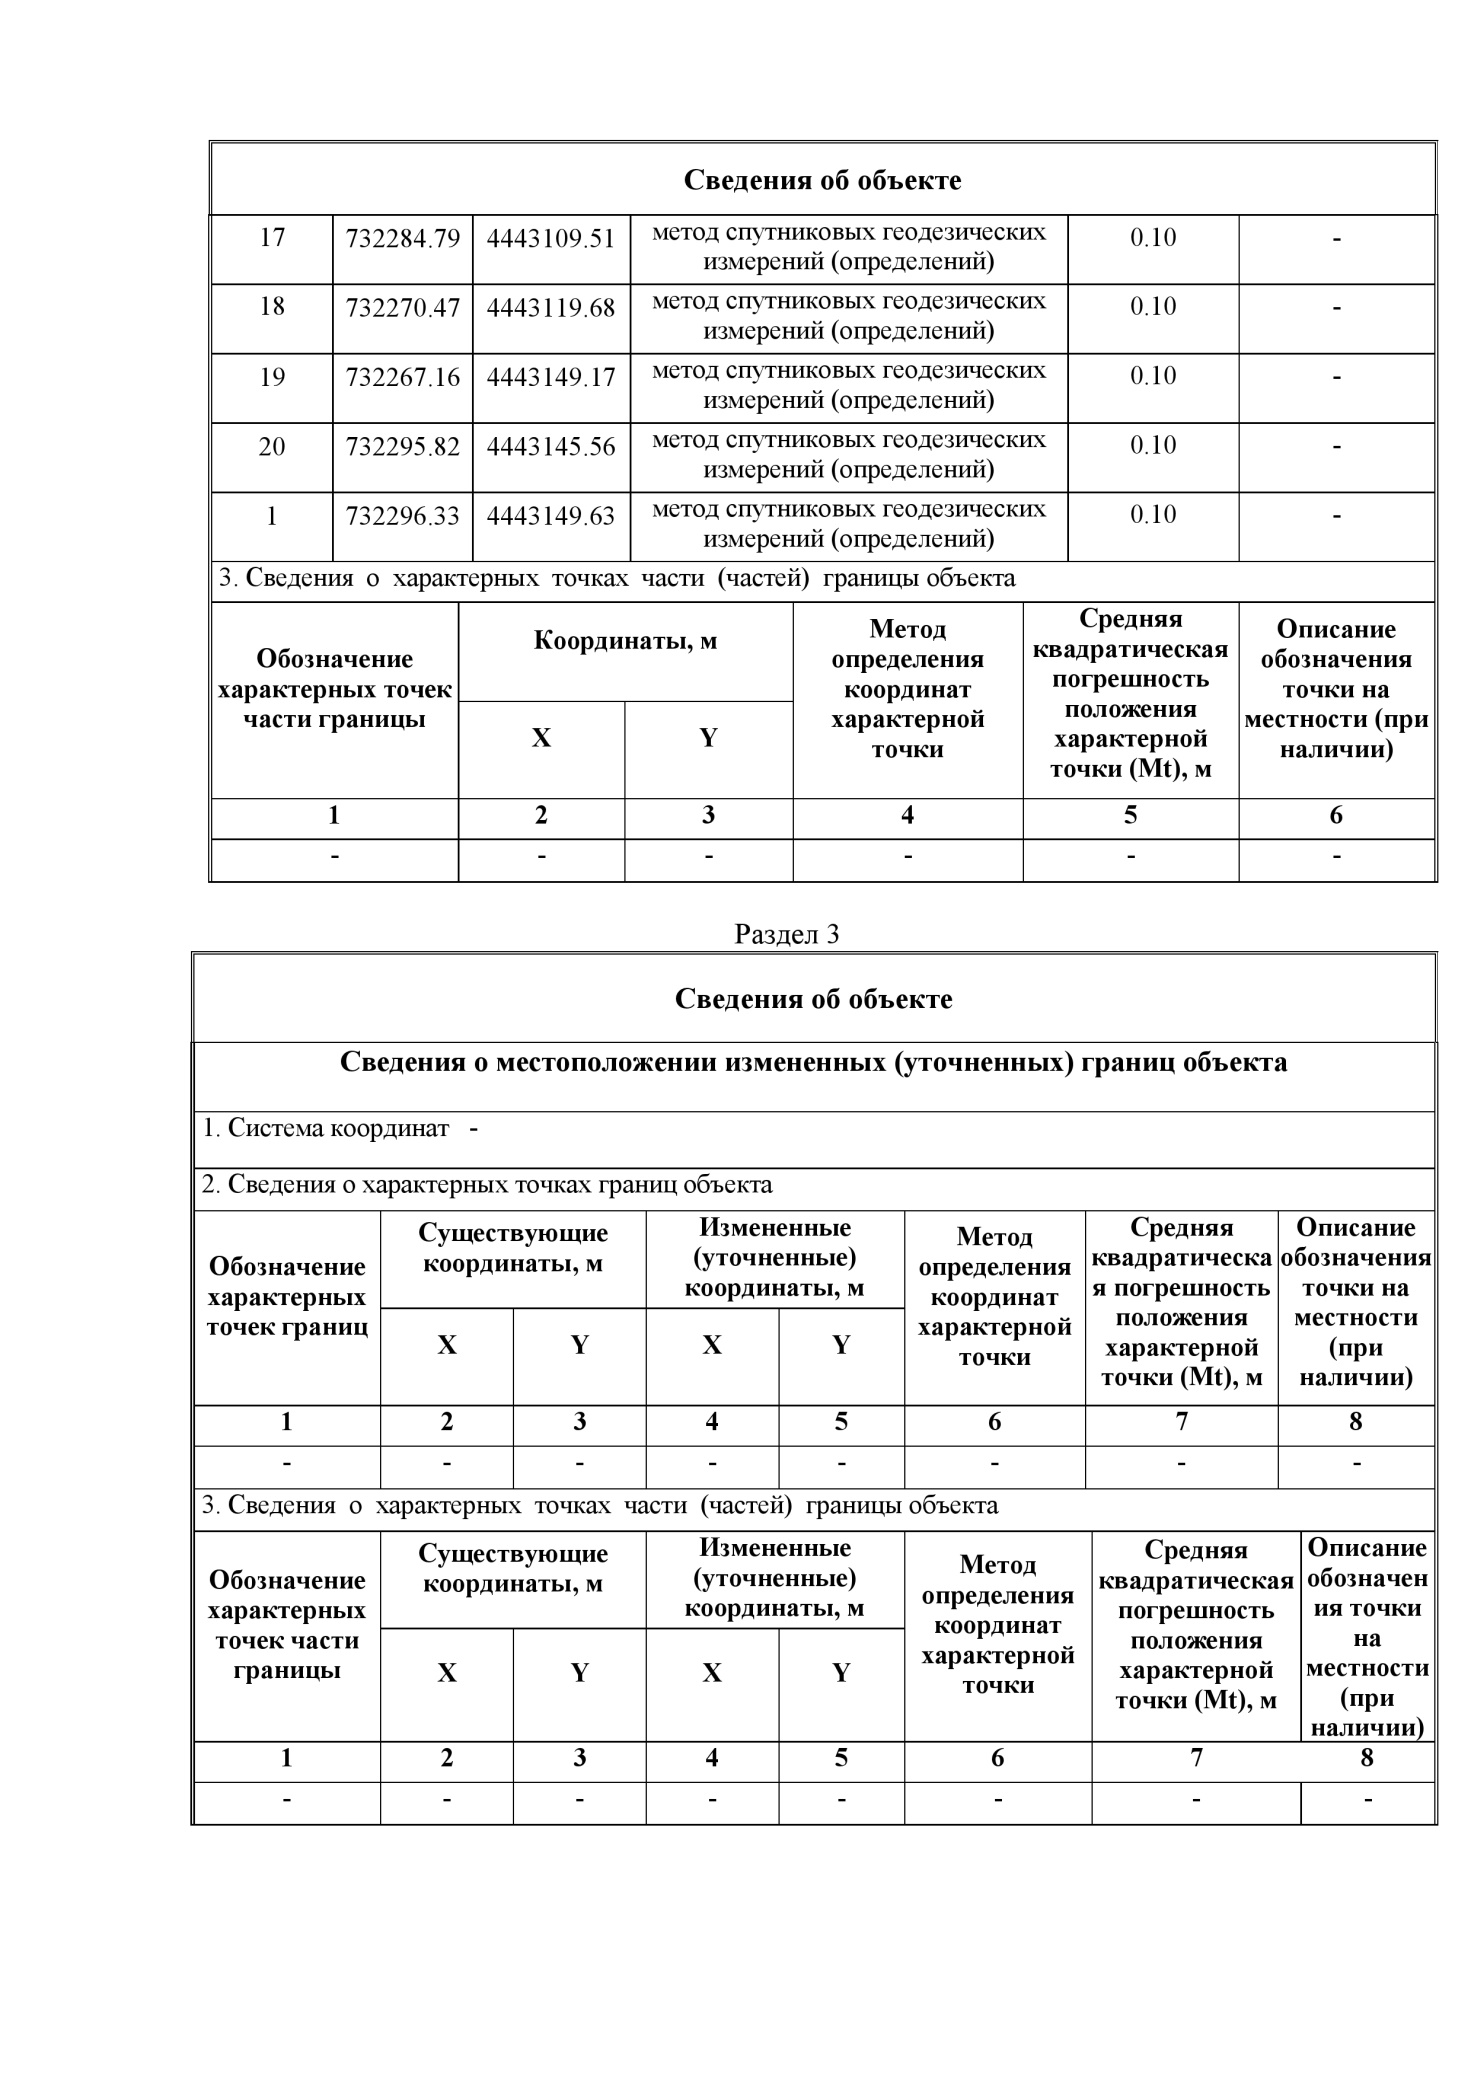 Сведения об объекте
17 732284.79 4443109.51 метод спутниковых геодезических измерений (определений) 0.10 -
18 732270.47 4443119.68 метод спутниковых геодезических измерений (определений) 0.10 -
19 732267.16 4443149.17 метод спутниковых геодезических измерений (определений) 0.10 -
20 732295.82 4443145.56 метод спутниковых геодезических измерений (определений) 0.10 -
1 732296.33 4443149.63 метод спутниковых геодезических измерений (определений) 0.10 -
3. Сведения о характерных точках части (частей) границы объекта
Обозначение характерных точек части границы
Координаты, м
X Y
Метод определения координат характерной точки
Средняя квадратическая погрешность положения характерной точки (Mt), м
Описание обозначения точки на местности (при наличии)
1 2 3 4 5 6
- - - - - -
Раздел 3
Сведения об объекте
Сведения о местоположении измененных (уточненных) границ объекта
1. Система координат -
2. Сведения о характерных точках границ объекта
Обозначение характерных точек границ
Существующие координаты, м
X Y
Измененные (уточненные) координаты, м
X Y
Метод определения координат характерной точки
Средняя квадратическа я погрешность положения характерной точки (Mt), м
Описание обозначения точки на местности (при наличии)
1 2 3 4 5 6 7 8
- - - - - - - -
3. Сведения о характерных точках части (частей) границы объекта
Обозначение характерных точек части границы
Существующие координаты, м
X Y
Измененные (уточненные) координаты, м
X Y
Метод определения координат характерной точки
Средняя квадратическая погрешность положения характерной точки (Mt), м
Описание обозначен ия точки на местности (при наличии)
1 2 3 4 5 6 7 8
- - - - - - - -